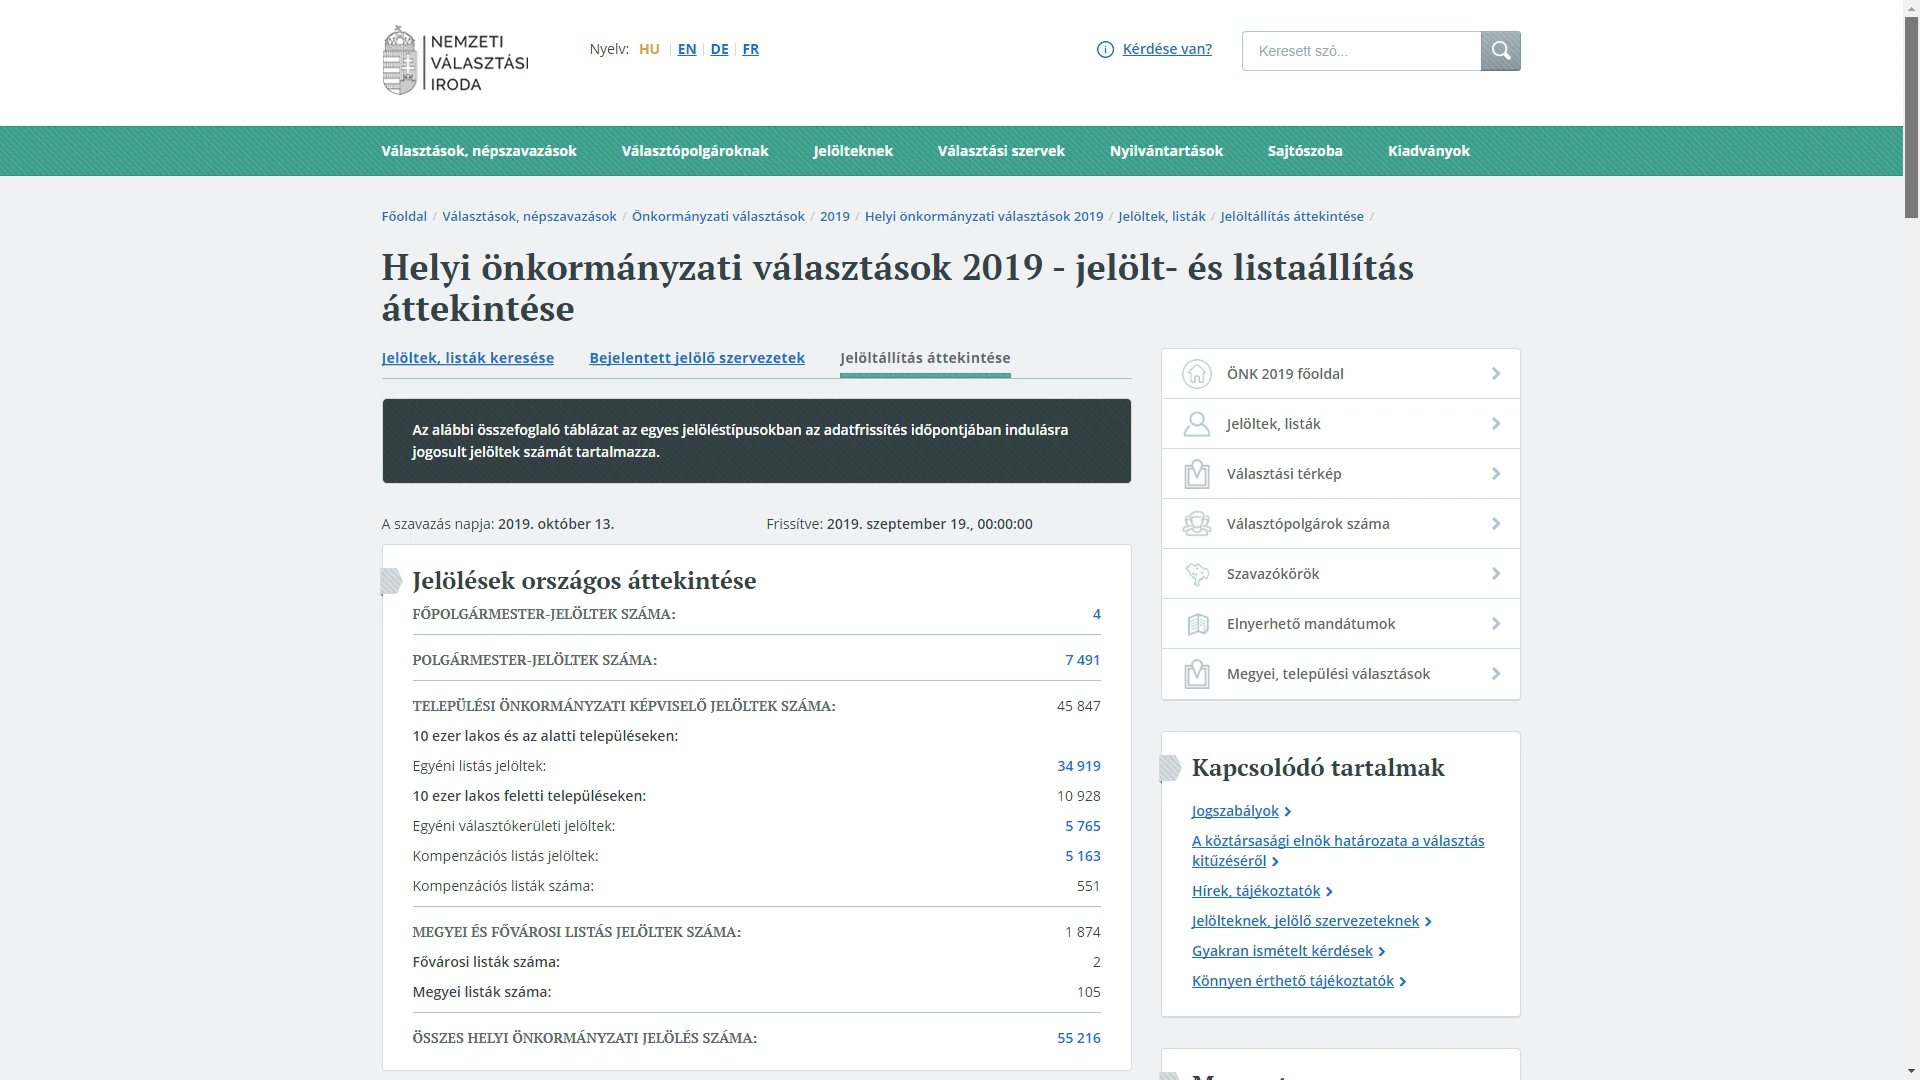 NEMZETI
VÁLASZTÁSI
IRODA
Nyelv: HU EN DE FR
Kérdése van?
Keresett szó...
Választások, népszavazások Választópolgároknak Jelölteknek Választási szervek Nyilvántartások Sajtószoba Kiadványok
Főoldal / Választások, népszavazások / Önkormányzati választások / 2019 / Helyi önkormányzati választások 2019 / Jelöltek, listák / Jelöltállítás áttekintése /
Helyi önkormányzati választások 2019 - jelölt- és listaállítás
áttekintése
Jelöltek, listák keresése Bejelentett jelölő szervezetek Jelöltállítás áttekintése
Az alábbi összefoglaló táblázat az egyes jelöléstípusokban az adatfrissítés időpontjában indulásra
jogosult jelöltek számát tartalmazza.
A szavazás napja: 2019. október 13. Frissítve: 2019. szeptember 19., 00:00:00
Jelölések országos áttekintése
FŐPOLGÁRMESTER-JELÖLTEK SZÁMA: 4
POLGÁRMESTER-JELÖLTEK SZÁMA: 7 491
TELEPÜLÉSI ÖNKORMÁNYZATI KÉPVISELŐ JELÖLTEK SZÁMA: 45 847
10 ezer lakos és az alatti településeken:
Egyéni listás jelöltek: 34 919
10 ezer lakos feletti településeken: 10 928
Egyéni választókerületi jelöltek: 5 765
Kompenzációs listás jelöltek: 5 163
Kompenzációs listák száma: 551
MEGYEI ÉS FŐVÁROSI LISTÁS JELÖLTEK SZÁMA: 1 874
Fővárosi listák száma: 2
Megyei listák száma: 105
ÖSSZES HELYI ÖNKORMÁNYZATI JELÖLÉS SZÁMA: 55 216
ÖNK 2019 főoldal
Jelöltek, listák
Választási térkép
Választópolgárok száma
Szavazókörök
Elnyerhető mandátumok
Megyei, települési választások
Kapcsolódó tartalmak
Jogszabályok
A köztársasági elnök határozata a választás
kitűzéséről
Hírek, tájékoztatók
Jelölteknek, jelölő szervezeteknek
Gyakran ismételt kérdések
Könnyen érthető tájékoztatók